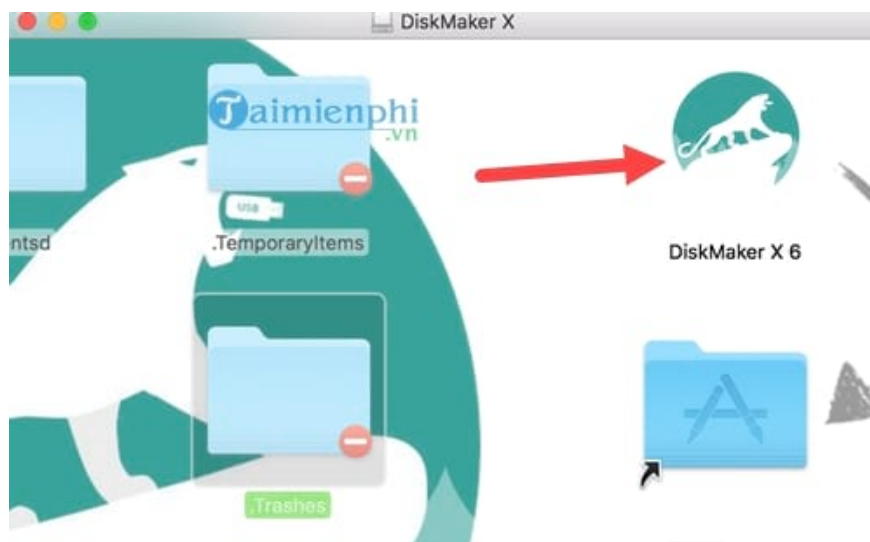 DiskMaker X
Taimienphi
.vn
USB
ntsd
.TemporaryItems
DiskMaker X 6
.Trashes